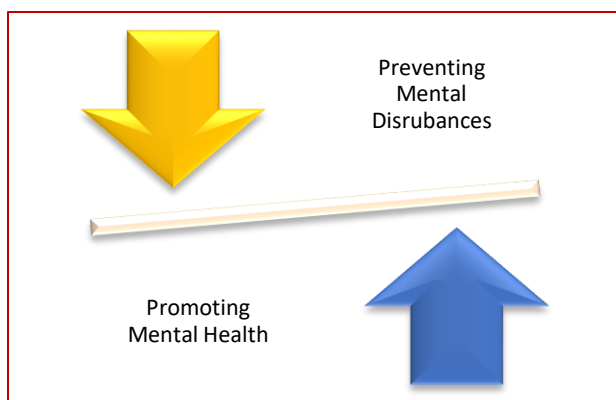 Preventing
Mental
Disrubances
Promoting
Mental Health